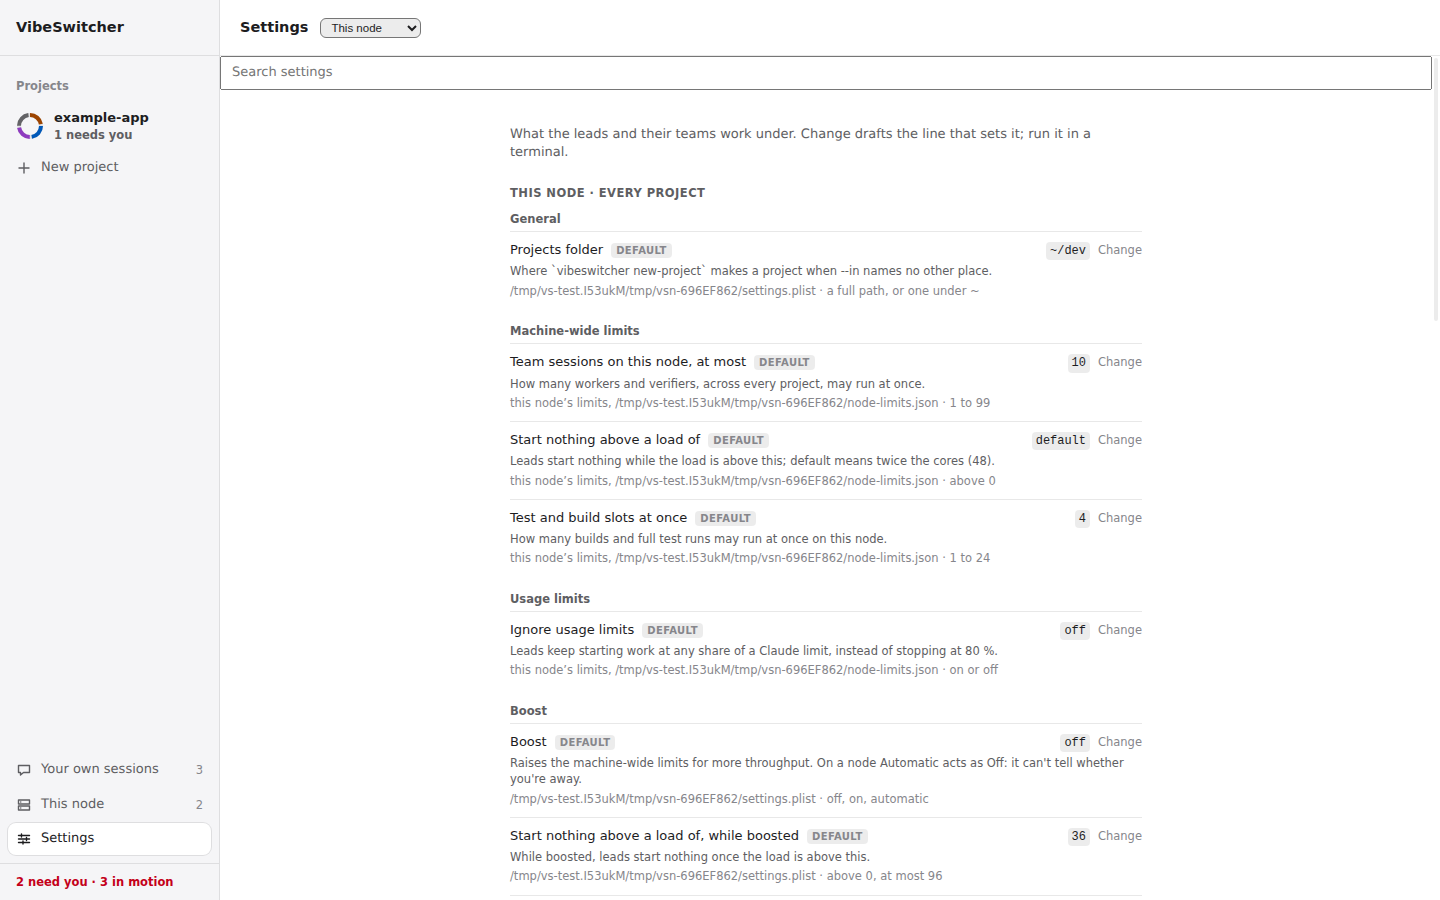 VibeSwitcher
Settings
This node
Search settings
Projects
example-app
1 needs you
New project
What the leads and their teams work under. Change drafts the line that sets it; run it in a
terminal.
THIS NODE · EVERY PROJECT
General
Projects folder DEFAULT ~/dev Change
Where `vibeswitcher new-project` makes a project when --in names no other place.
/tmp/vs-test.I53ukM/tmp/vsn-696EF862/settings.plist · a full path, or one under ~
Machine-wide limits
Team sessions on this node, at most DEFAULT 10 Change
How many workers and verifiers, across every project, may run at once.
this node’s limits, /tmp/vs-test.I53ukM/tmp/vsn-696EF862/node-limits.json · 1 to 99
Start nothing above a load of DEFAULT default Change
Leads start nothing while the load is above this; default means twice the cores (48).
this node’s limits, /tmp/vs-test.I53ukM/tmp/vsn-696EF862/node-limits.json · above 0
Test and build slots at once DEFAULT 4 Change
How many builds and full test runs may run at once on this node.
this node’s limits, /tmp/vs-test.I53ukM/tmp/vsn-696EF862/node-limits.json · 1 to 24
Usage limits
Ignore usage limits DEFAULT off Change
Leads keep starting work at any share of a Claude limit, instead of stopping at 80 %.
this node’s limits, /tmp/vs-test.I53ukM/tmp/vsn-696EF862/node-limits.json · on or off
Boost
Boost DEFAULT off Change
Raises the machine-wide limits for more throughput. On a node Automatic acts as Off: it can't tell whether
you're away.
/tmp/vs-test.I53ukM/tmp/vsn-696EF862/settings.plist · off, on, automatic
Start nothing above a load of, while boosted DEFAULT 36 Change
While boosted, leads start nothing once the load is above this.
/tmp/vs-test.I53ukM/tmp/vsn-696EF862/settings.plist · above 0, at most 96
Your own sessions 3
This node 2
Settings
2 need you · 3 in motion